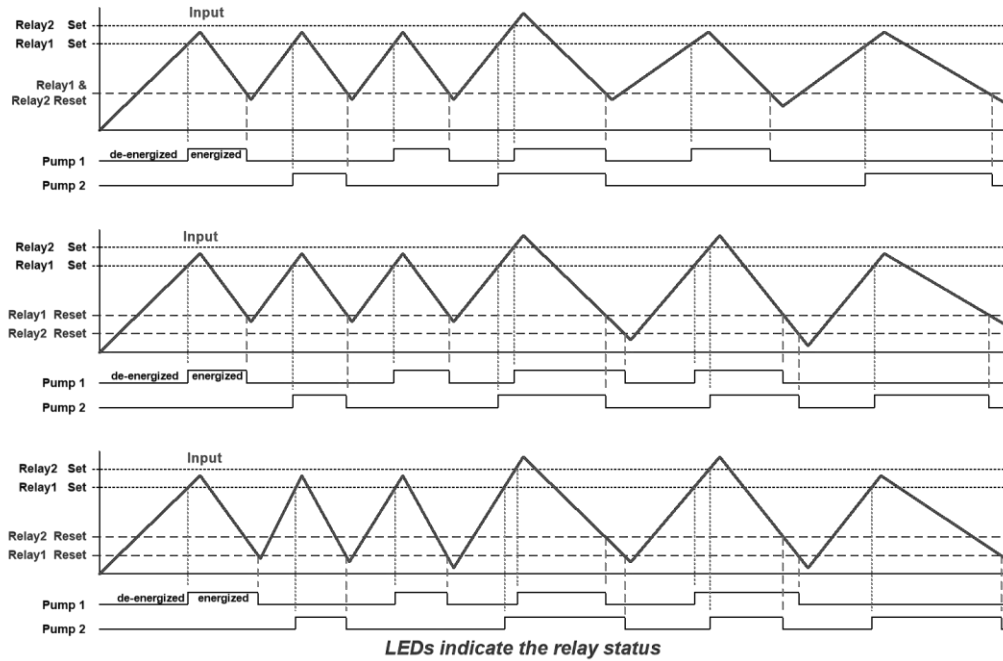 Input
Relay2 Set
Relay1 Set
Relay1 &
Relay2 Reset
de-energized energized
Pump 1
Pump 2
Input
Relay2 Set
Relay1 Set
Relay1 Reset
Relay2 Reset
de-energized energized
Pump 1
Pump 2
Input
Relay2 Set
Relay1 Set
Relay2 Reset
Relay1 Reset
de-energized energized
Pump 1
Pump 2
LEDs indicate the relay status